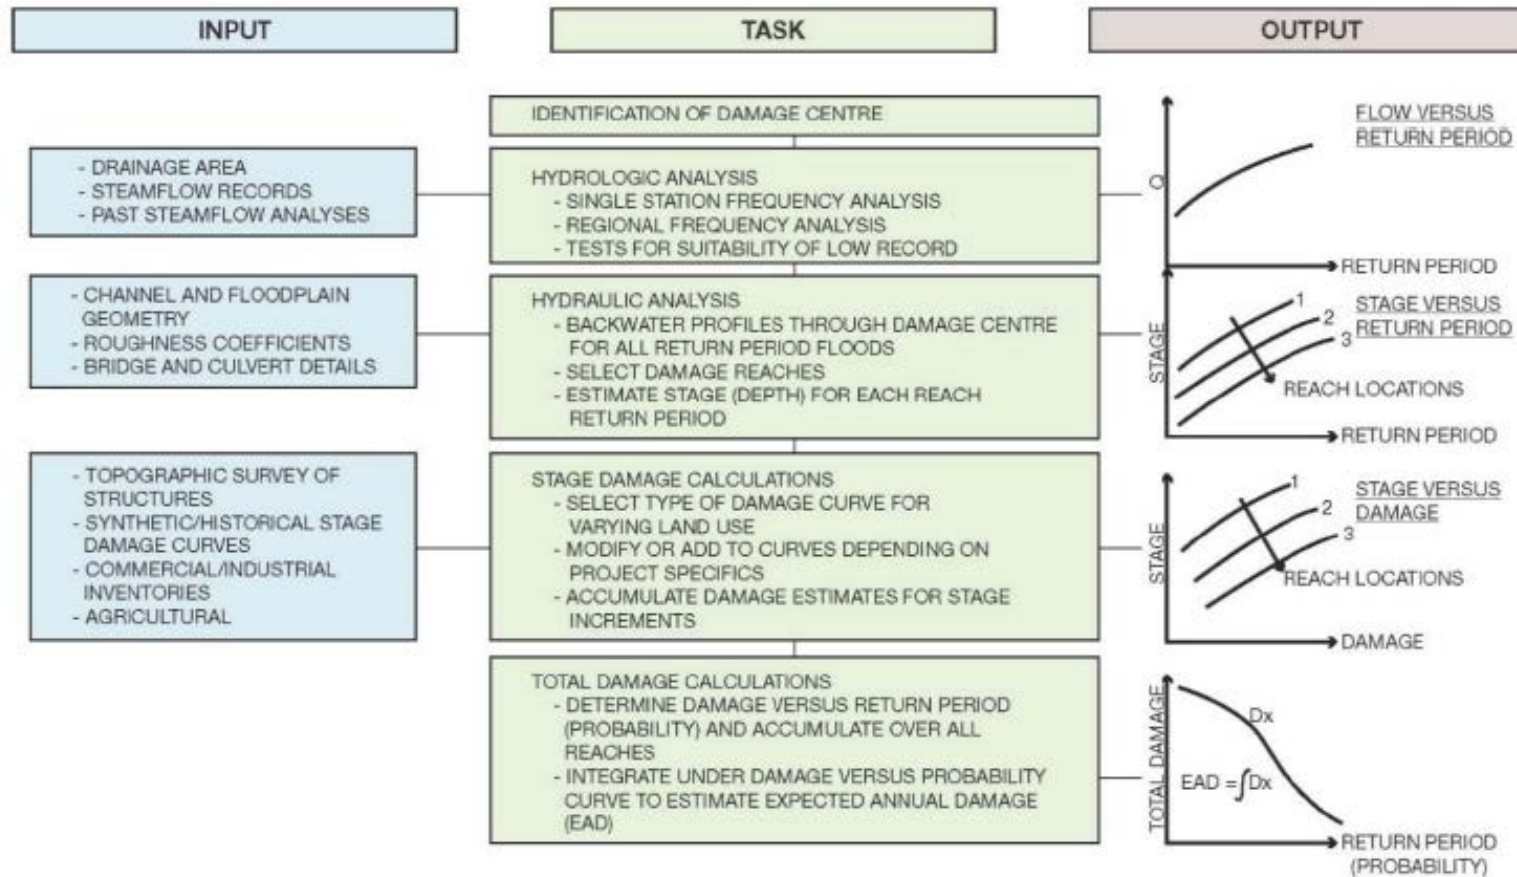 INPUT
TASK
OUTPUT
IDENTIFICATION OF DAMAGE CENTRE
- DRAINAGE AREA
- STEAMFLOW RECORDS
- PAST STEAMFLOW ANALYSES
HYDROLOGIC ANALYSIS
- SINGLE STATION FREQUENCY ANALYSIS
- REGIONAL FREQUENCY ANALYSIS
- TESTS FOR SUITABILITY OF LOW RECORD
FLOW VERSUS
RETURN PERIOD
Q
RETURN PERIOD
- CHANNEL AND FLOODPLAIN
GEOMETRY
- ROUGHNESS COEFFICIENTS
- BRIDGE AND CULVERT DETAILS
HYDRAULIC ANALYSIS
- BACKWATER PROFILES THROUGH DAMAGE CENTRE
FOR ALL RETURN PERIOD FLOODS
- SELECT DAMAGE REACHES
- ESTIMATE STAGE (DEPTH) FOR EACH REACH
RETURN PERIOD
STAGE VERSUS
RETURN PERIOD
1
2
3
STAGE
REACH LOCATIONS
RETURN PERIOD
- TOPOGRAPHIC SURVEY OF
STRUCTURES
- SYNTHETIC/HISTORICAL STAGE
DAMAGE CURVES
- COMMERCIAL/INDUSTRIAL
INVENTORIES
- AGRICULTURAL
STAGE DAMAGE CALCULATIONS
- SELECT TYPE OF DAMAGE CURVE FOR
VARYING LAND USE
- MODIFY OR ADD TO CURVES DEPENDING ON
PROJECT SPECIFICS
- ACCUMULATE DAMAGE ESTIMATES FOR STAGE
INCREMENTS
STAGE VERSUS
DAMAGE
1
2
3
STAGE
REACH LOCATIONS
DAMAGE
TOTAL DAMAGE CALCULATIONS
- DETERMINE DAMAGE VERSUS RETURN PERIOD
(PROBABILITY) AND ACCUMULATE OVER ALL
REACHES
- INTEGRATE UNDER DAMAGE VERSUS PROBABILITY
CURVE TO ESTIMATE EXPECTED ANNUAL DAMAGE
(EAD)
TOTAL DAMAGE
Dx
EAD = ∫Dx
RETURN PERIOD
(PROBABILITY)